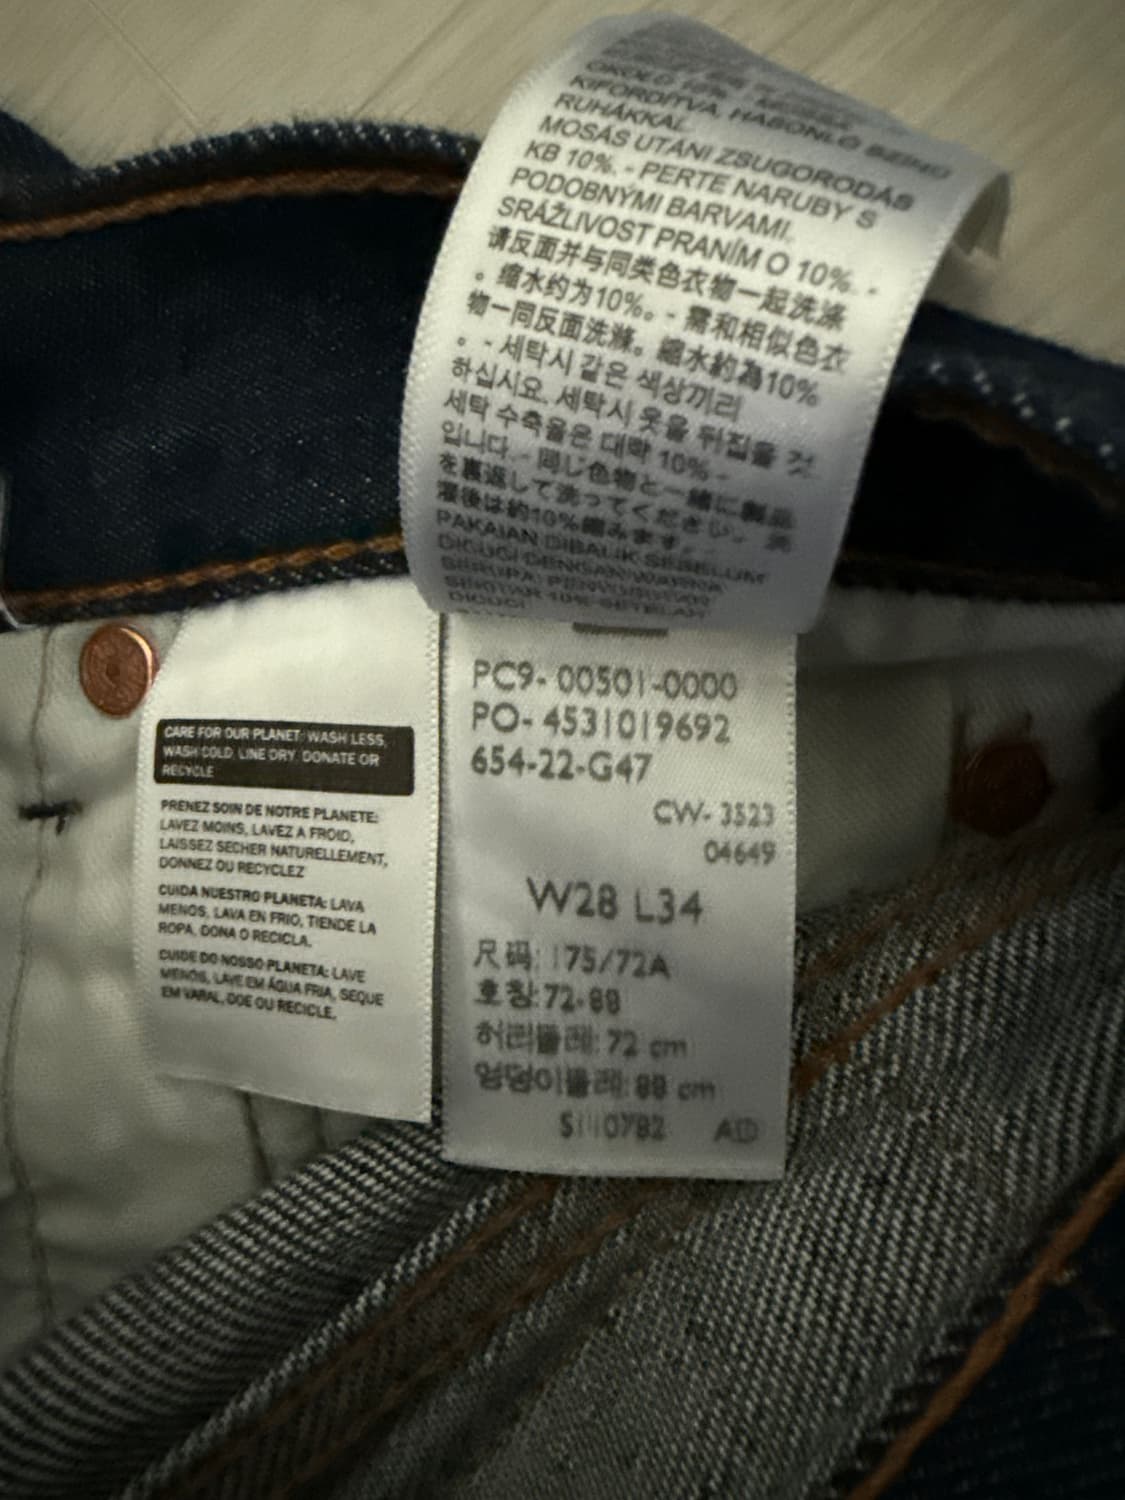 KIFORDÍTVA, HASONLÓ SZÍNŰ
RUHÁKKAL.
MOSÁS UTÁNI ZSUGORODÁS
KB 10%. - PERTE NARUBY S
PODOBNÝMI BARVAMI.
SRÁŽLIVOST PRANÍM O 10%. -
请反面并与同类色衣物一起洗涤
。缩水约为10%。- 需和相似色衣
物一同反面洗滌。縮水約為10%
。- 세탁시 같은 색상끼리
하십시요. 세탁시 옷을 뒤집을 것
세탁 수축율은 대략 10% -
입니다. - 同じ色物と一緒に製品
を裏返して洗ってください。洗
濯後は約10%縮みます。-
PAKAIAN DIBALIK SEBELUM
DICUCI DENGAN WARNA
SERUPA. PENYUSUTAN
SEKITAR 10% SETELAH
DICUCI
CARE FOR OUR PLANET: WASH LESS,
WASH COLD, LINE DRY, DONATE OR
RECYCLE
PRENEZ SOIN DE NOTRE PLANETE:
LAVEZ MOINS, LAVEZ A FROID,
LAISSEZ SECHER NATURELLEMENT,
DONNEZ OU RECYCLEZ
CUIDA NUESTRO PLANETA: LAVA
MENOS, LAVA EN FRIO, TIENDE LA
ROPA, DONA O RECICLA.
CUIDE DO NOSSO PLANETA: LAVE
MENOS, LAVE EM ÁGUA FRIA, SEQUE
EM VARAL, DOE OU RECICLE.
PC9- 00501-0000
PO- 4531019692
654-22-G47
CW- 3523
04649
W28 L34
尺码: 175/72A
호칭: 72-88
허리둘레: 72 cm
엉덩이둘레: 88 cm
S1110782 AD